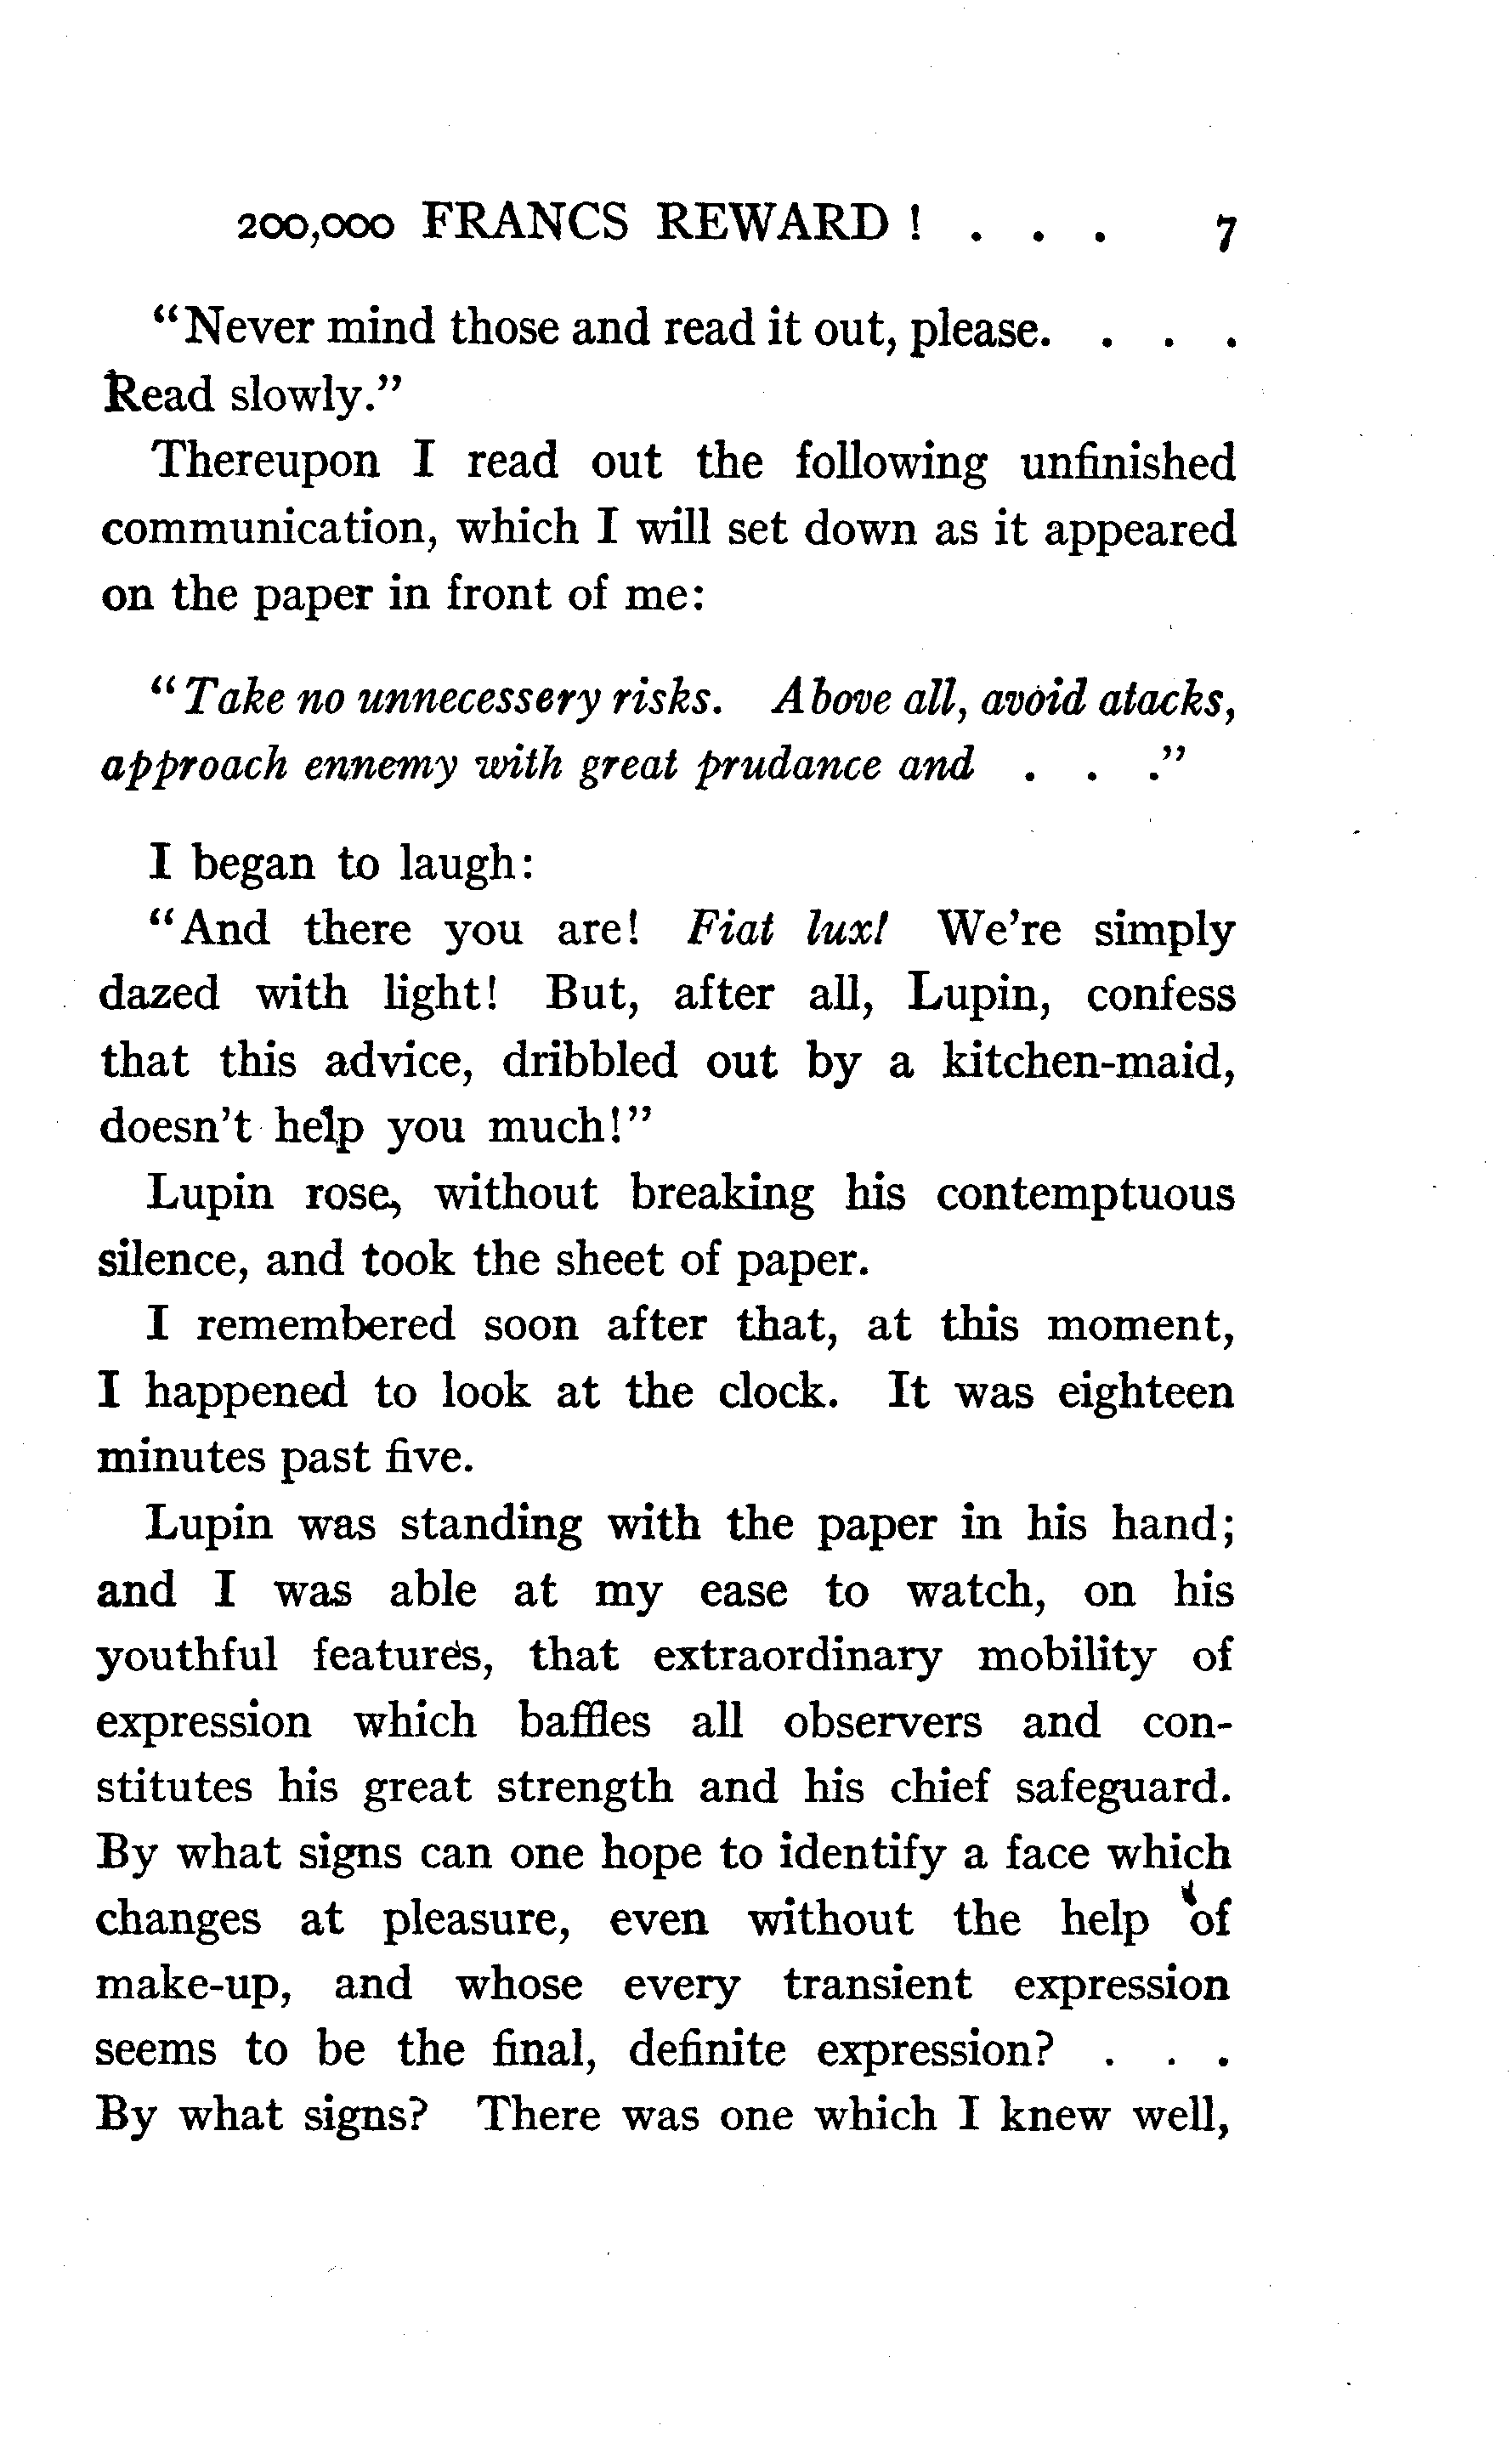 200,000 FRANCS REWARD ! . . . 7
"Never mind those and read it out, please. . . .
Read slowly."
Thereupon I read out the following unfinished
communication, which I will set down as it appeared
on the paper in front of me:
"Take no unnecessery risks. Above all, avoid atacks,
approach ennemy with great prudance and . . ."
I began to laugh:
"And there you are! Fiat lux! We're simply
dazed with light! But, after all, Lupin, confess
that this advice, dribbled out by a kitchen-maid,
doesn't help you much!"
Lupin rose, without breaking his contemptuous
silence, and took the sheet of paper.
I remembered soon after that, at this moment,
I happened to look at the clock. It was eighteen
minutes past five.
Lupin was standing with the paper in his hand;
and I was able at my ease to watch, on his
youthful features, that extraordinary mobility of
expression which baffles all observers and con-
stitutes his great strength and his chief safeguard.
By what signs can one hope to identify a face which
changes at pleasure, even without the help of
make-up, and whose every transient expression
seems to be the final, definite expression? . . .
By what signs? There was one which I knew well,